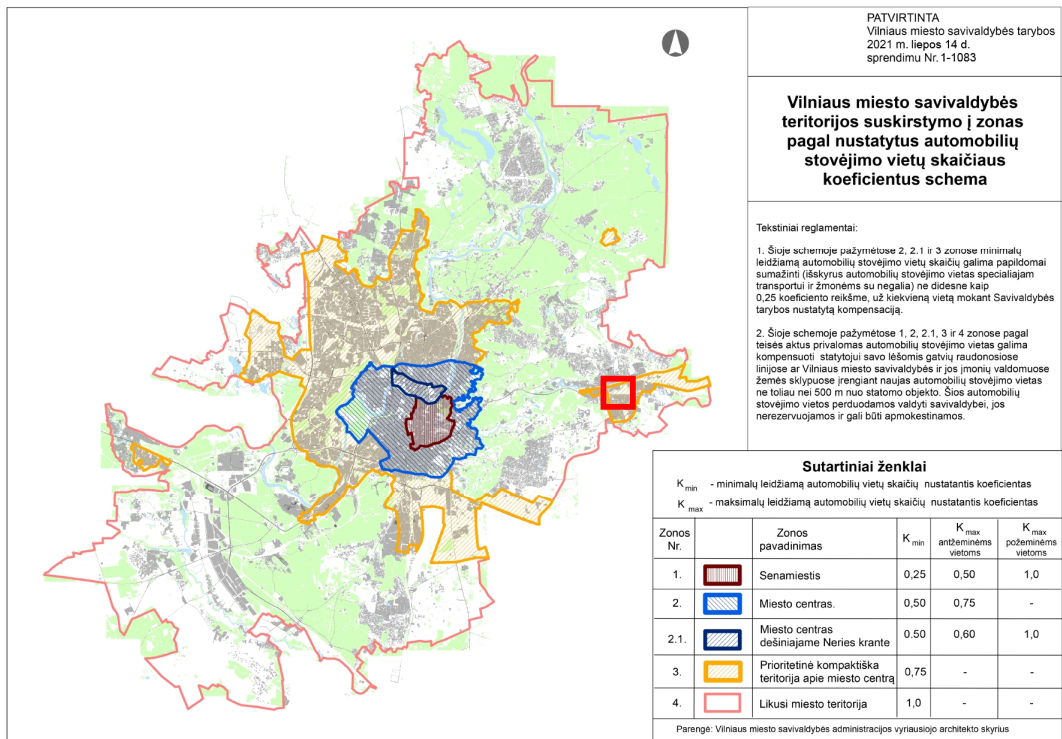 PATVIRTINTA
Vilniaus miesto savivaldybės tarybos
2021 m. liepos 14 d.
sprendimu Nr. 1-1083
Vilniaus miesto savivaldybės
teritorijos suskirstymo į zonas
pagal nustatytus automobilių
stovėjimo vietų skaičiaus
koeficientus schema
Tekstiniai reglamentai:
1. Šioje schemoje pažymėtose 2, 2.1 ir 3 zonose minimalų
leidžiamą automobilių stovėjimo vietų skaičių galima papildomai
sumažinti (išskyrus automobilių stovėjimo vietas specialiajam
transportui ir žmonėms su negalia) ne didesne kaip
0,25 koeficiento reikšme, už kiekvieną vietą mokant Savivaldybės
tarybos nustatytą kompensaciją.
2. Šioje schemoje pažymėtose 1, 2, 2.1, 3 ir 4 zonose pagal
teisės aktus privalomas automobilių stovėjimo vietas galima
kompensuoti statytojui savo lėšomis gatvių raudonosiose
linijose ar Vilniaus miesto savivaldybės ir jos įmonių valdomuose
žemės sklypuose įrengiant naujas automobilių stovėjimo vietas
ne toliau nei 500 m nuo statomo objekto. Šios automobilių
stovėjimo vietos perduodamos valdyti savivaldybei, jos
nerezervuojamos ir gali būti apmokestinamos.
Sutartiniai ženklai
K min - minimalų leidžiamą automobilių vietų skaičių nustatantis koeficientas
K max - maksimalų leidžiamą automobilių vietų skaičių nustatantis koeficientas
Zonos Nr. Zonos pavadinimas K min K max antžeminėms vietoms K max požeminėms vietoms
1. Senamiestis 0,25 0,50 1,0
2. Miesto centras. 0,50 0,75 -
2.1. Miesto centras dešiniajame Neries krante 0.50 0,60 1,0
3. Prioritetinė kompaktiška teritorija apie miesto centrą 0,75 - -
4. Likusi miesto teritorija 1,0 - -
Parengė: Vilniaus miesto savivaldybės administracijos vyriausiojo architekto skyrius